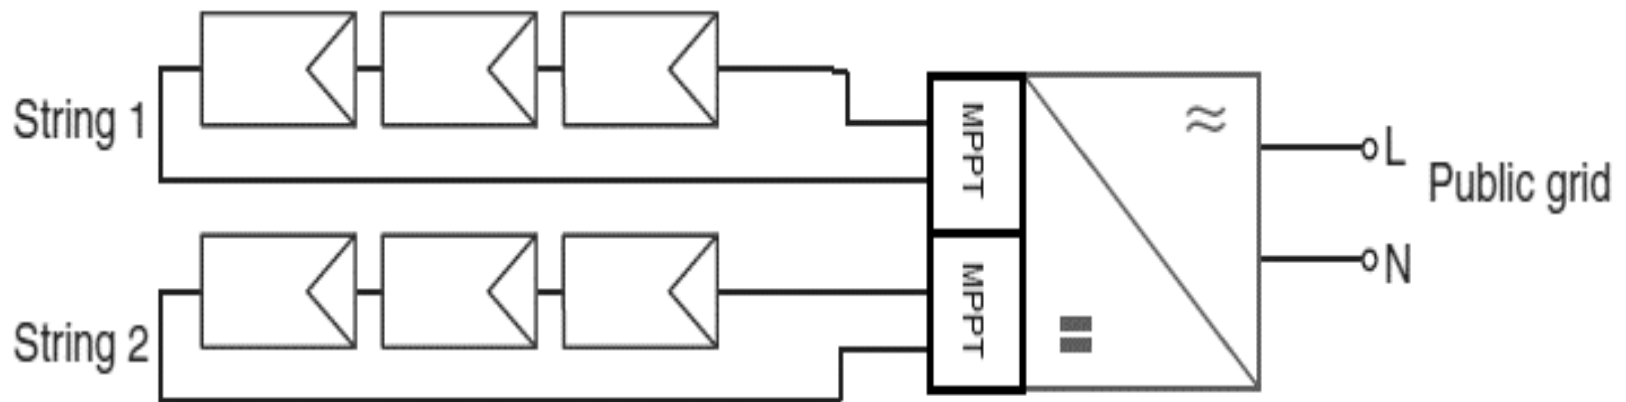 String 1
MPPT
L
Public grid
N
String 2
MPPT